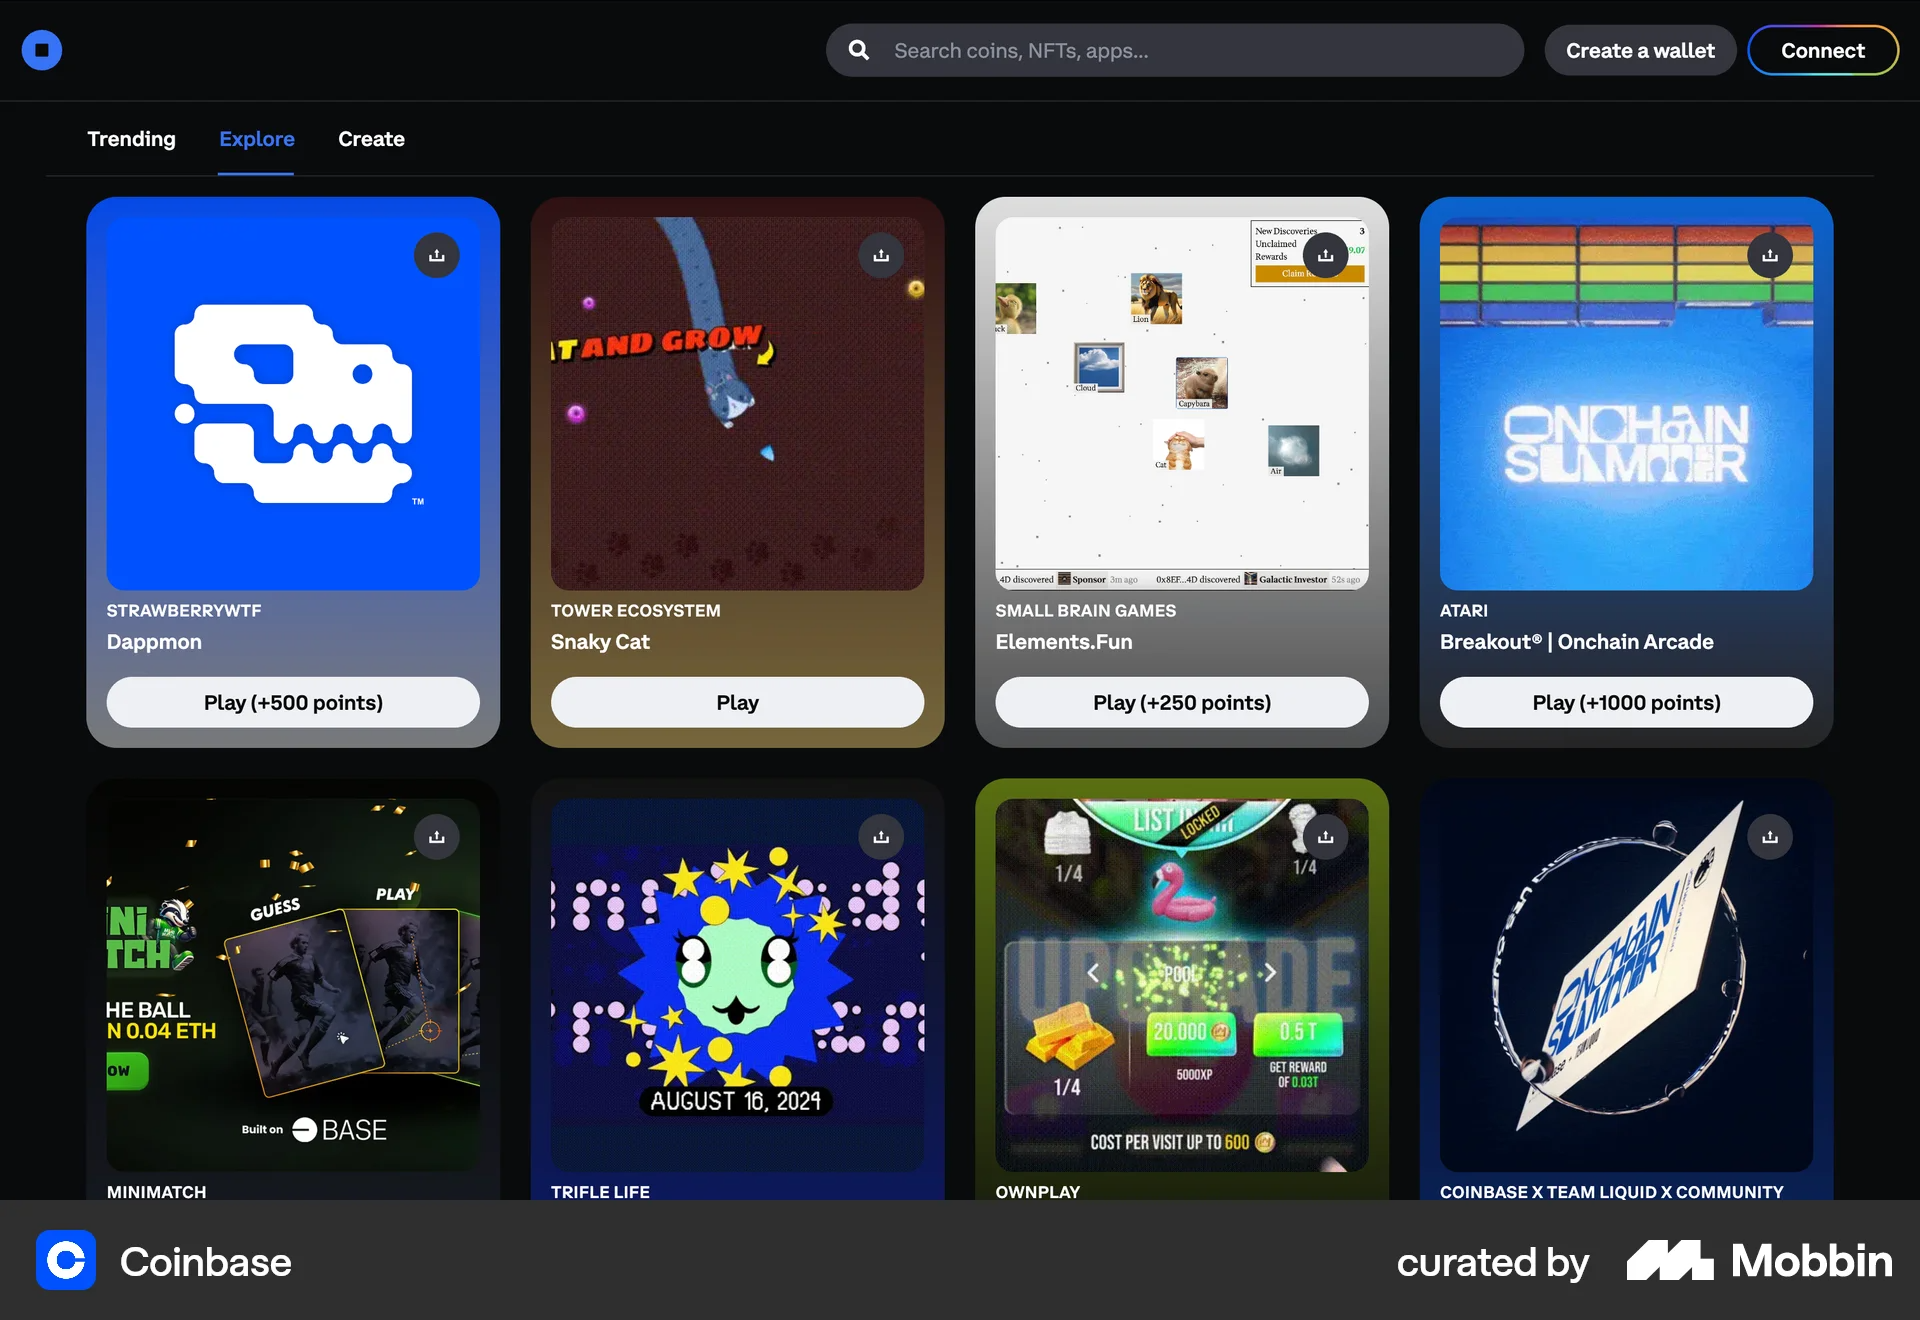 Search coins, NFTs, apps...
Create a wallet
Connect
Trending
Explore
Create
AND GROW
New Discoveries 3
Unclaimed
Rewards
9.07
Claim
Lion
Cloud
Capybara
Cat
Air
4D discovered Sponsor 3m ago 0x8EF...4D discovered Galactic Investor 52s ago
ONCHAIN
SUMMER
TM
STRAWBERRYWTF
Dappmon
Play (+500 points)
TOWER ECOSYSTEM
Snaky Cat
Play
SMALL BRAIN GAMES
Elements.Fun
Play (+250 points)
ATARI
Breakout® | Onchain Arcade
Play (+1000 points)
GUESS
PLAY
HE BALL
N 0.04 ETH
OW
Built on BASE
MINIMATCH
AUGUST 16, 2024
TRIFLE LIFE
LIST IN
LOCKED
1/4
1/4
UPGRADE
POOL
20.000
0.5 T
5000XP
GET REWARD
OF 0.03T
1/4
COST PER VISIT UP TO 600
OWNPLAY
ONCHAIN
SUMMER
COINBASE X TEAM LIQUID X COMMUNITY
Coinbase
curated by Mobbin